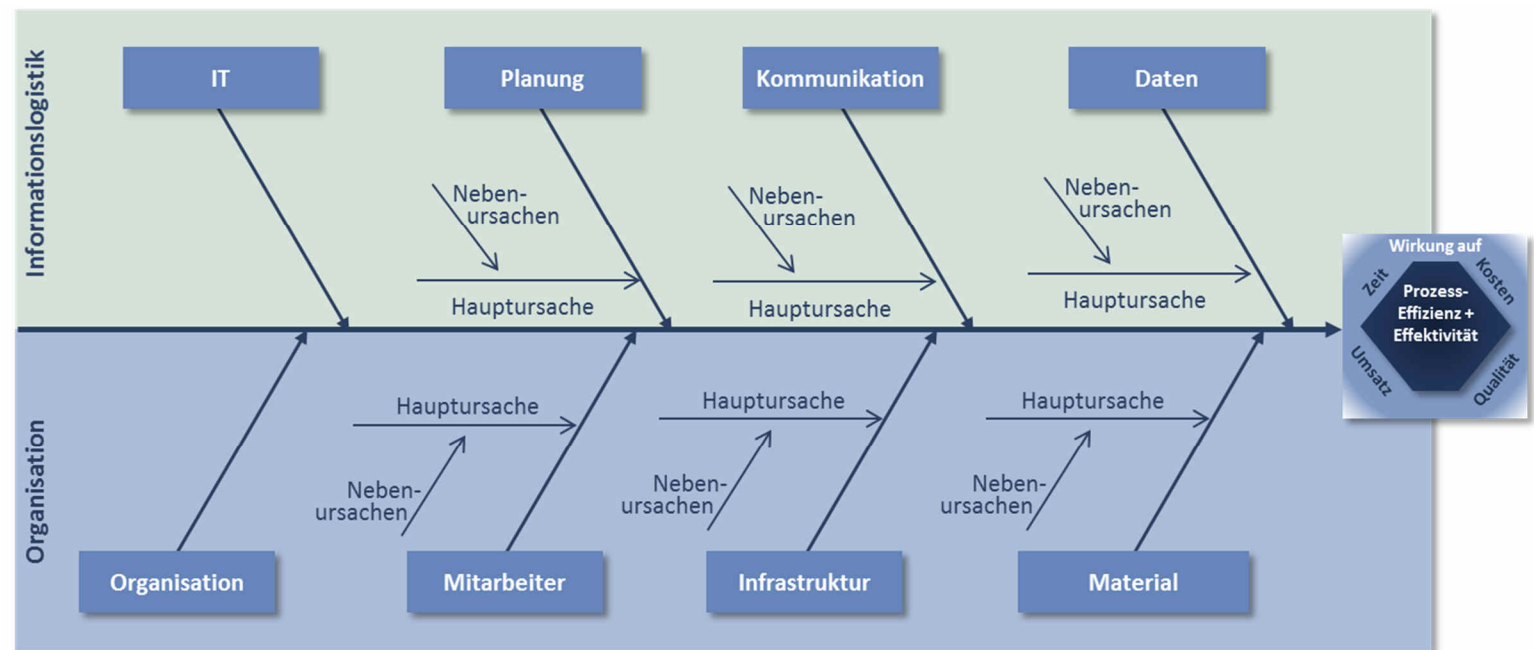 Informationslogistik
IT
Planung
Kommunikation
Daten
Neben-
ursachen
Hauptursache
Neben-
ursachen
Hauptursache
Neben-
ursachen
Hauptursache
Wirkung auf
Zeit
Kosten
Prozess-
Effizienz +
Effektivität
Umsatz
Qualität
Organisation
Hauptursache
Neben-
ursachen
Hauptursache
Neben-
ursachen
Hauptursache
Neben-
ursachen
Organisation
Mitarbeiter
Infrastruktur
Material